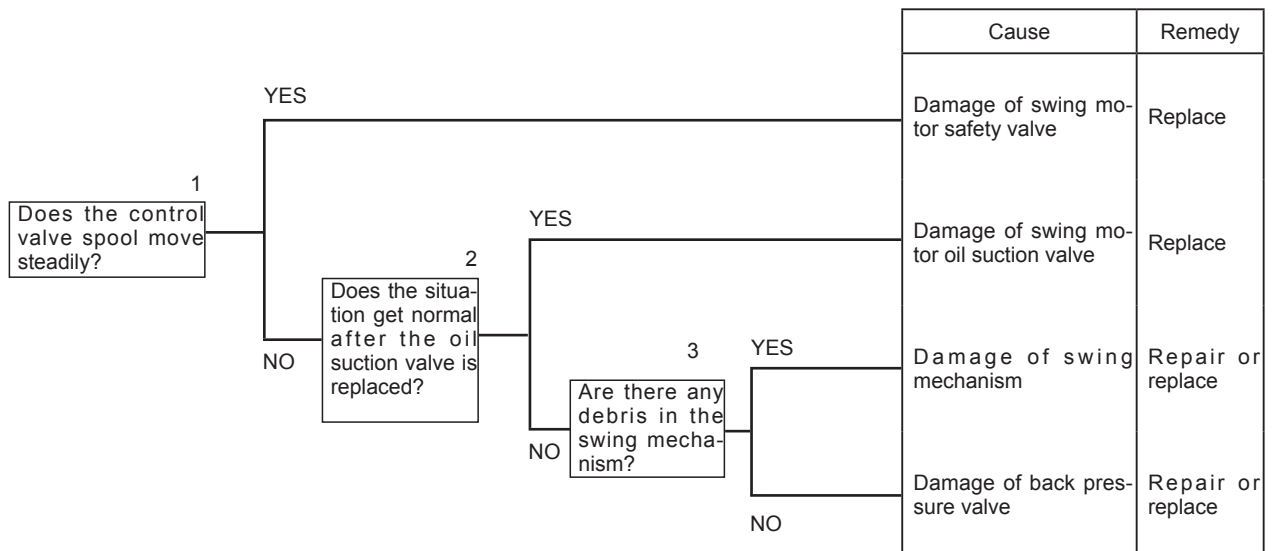 Cause
Remedy
YES
Damage of swing mo-
tor safety valve
Replace
1
Does the control
valve spool move
steadily?
YES
Damage of swing mo-
tor oil suction valve
Replace
2
Does the situa-
tion get normal
after the oil
suction valve is
replaced?
NO
3
YES
Damage of swing
mechanism
Repair or
replace
Are there any
debris in the
swing mecha-
nism?
NO
Damage of back pres-
sure valve
Repair or
replace
NO